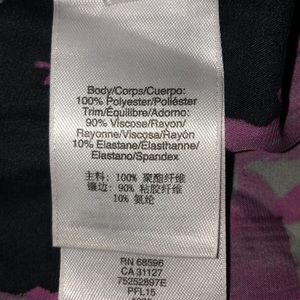 Body/Corps/Cuerpo:
100% Polyester/Poliéster
Trim/Équilibre/Adorno:
90% Viscose/Rayon/
Rayonne/Viscosa/Rayón
10% Elastane/Élasthanne/
Elastano/Spandex
主料: 100% 聚酯纤维
镶边: 90% 粘胶纤维
10% 氨纶
RN 68596
CA 31127
75252897E
PFL15